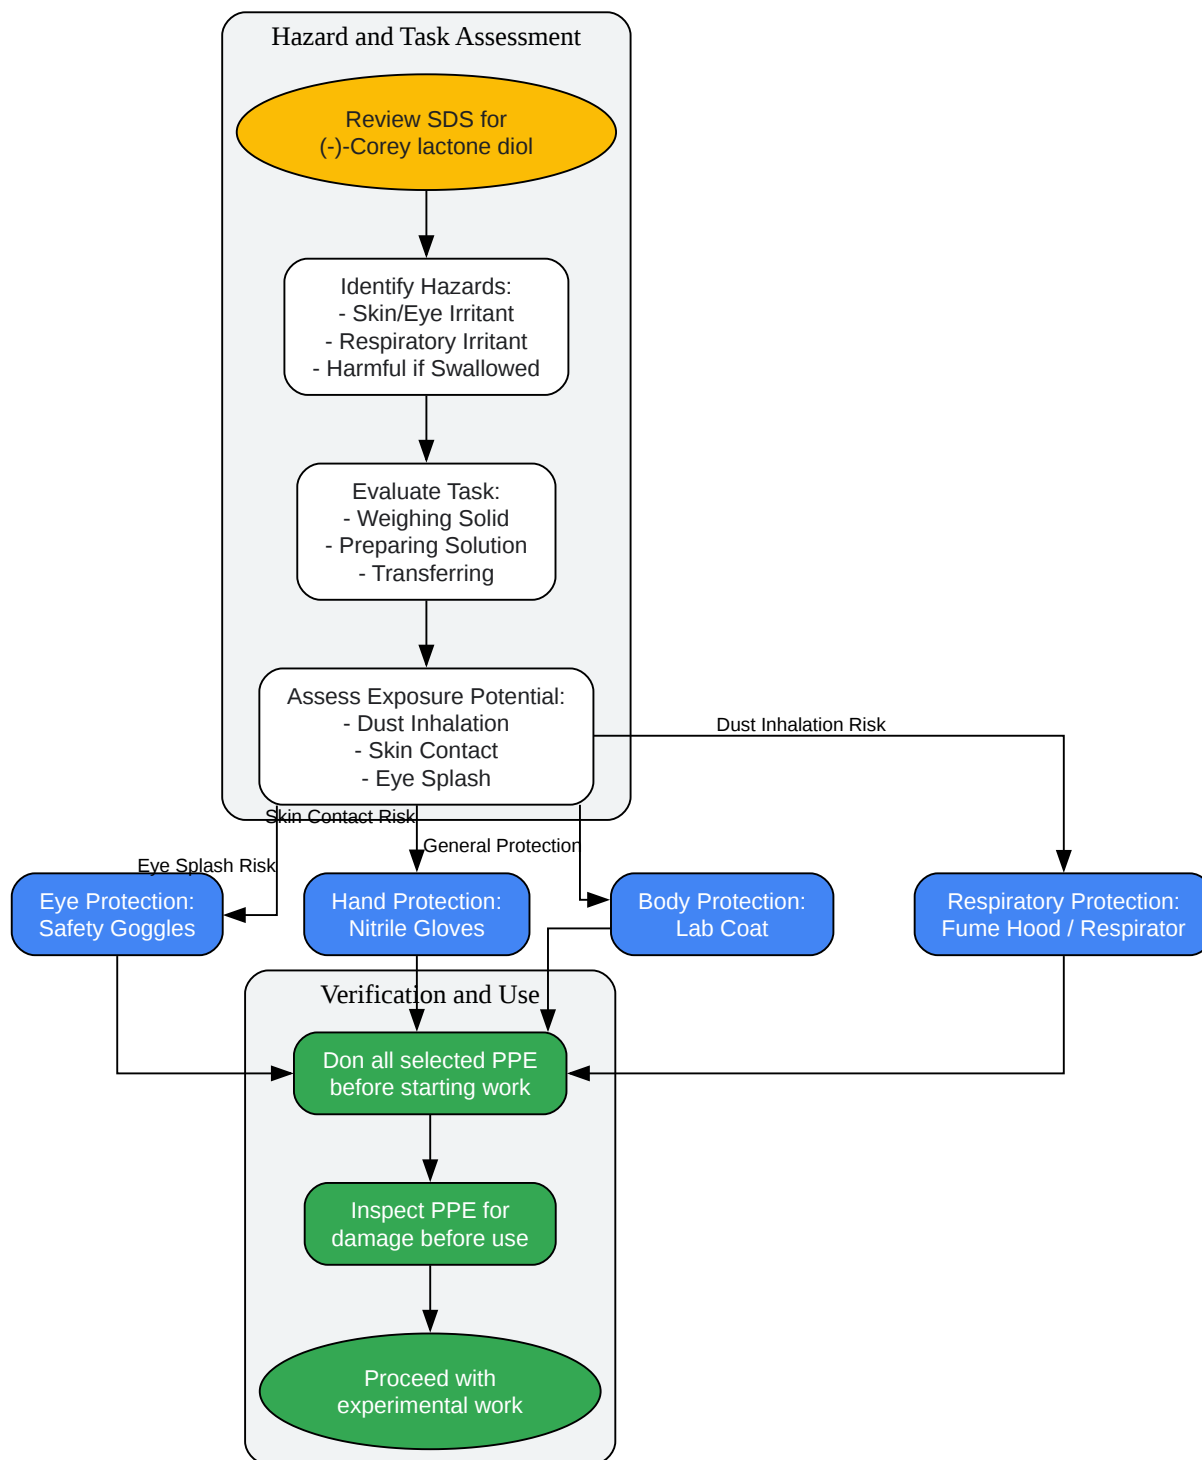 Hazard and Task Assessment
Review SDS for
(-)-Corey lactone diol
Identify Hazards:
- Skin/Eye Irritant
- Respiratory Irritant
- Harmful if Swallowed
Evaluate Task:
- Weighing Solid
- Preparing Solution
- Transferring
Assess Exposure Potential:
- Dust Inhalation
- Skin Contact
- Eye Splash
Dust Inhalation Risk
Skin Contact Risk
General Protection
Eye Splash Risk
Eye Protection:
Safety Goggles
Hand Protection:
Nitrile Gloves
Body Protection:
Lab Coat
Respiratory Protection:
Fume Hood / Respirator
Verification and Use
Don all selected PPE
before starting work
Inspect PPE for
damage before use
Proceed with
experimental work